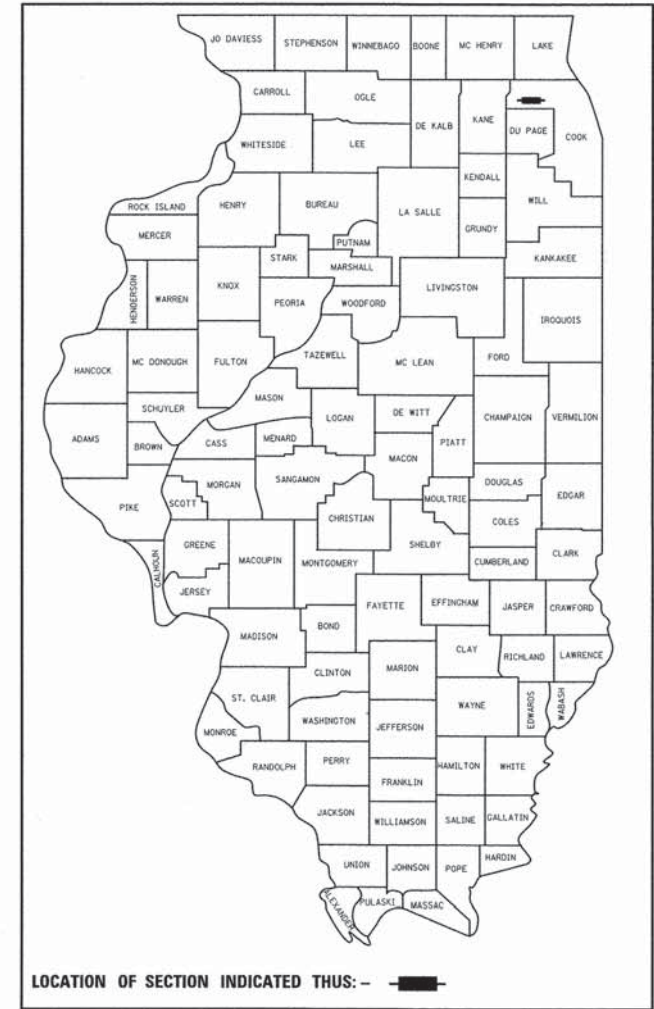 JO DAVIESS
STEPHENSON
WINNEBAGO
BOONE
MC HENRY
LAKE
CARROLL
OGLE
DE KALB
KANE
DU PAGE
COOK
WHITESIDE
LEE
KENDALL
WILL
ROCK ISLAND
HENRY
BUREAU
LA SALLE
GRUNDY
MERCER
PUTNAM
STARK
MARSHALL
KANKAKEE
HENDERSON
WARREN
KNOX
PEORIA
WOODFORD
LIVINGSTON
IROQUOIS
HANCOCK
MC DONOUGH
FULTON
TAZEWELL
MC LEAN
FORD
SCHUYLER
MASON
LOGAN
DE WITT
CHAMPAIGN
VERMILION
ADAMS
BROWN
CASS
MENARD
MACON
PIATT
PIKE
SCOTT
MORGAN
SANGAMON
CHRISTIAN
MOULTRIE
DOUGLAS
EDGAR
COLES
CALHOUN
GREENE
MACOUPIN
MONTGOMERY
SHELBY
CUMBERLAND
CLARK
JERSEY
FAYETTE
EFFINGHAM
JASPER
CRAWFORD
MADISON
BOND
CLAY
RICHLAND
LAWRENCE
CLINTON
MARION
ST. CLAIR
WASHINGTON
JEFFERSON
WAYNE
EDWARDS
WABASH
MONROE
RANDOLPH
PERRY
FRANKLIN
HAMILTON
WHITE
JACKSON
WILLIAMSON
SALINE
GALLATIN
UNION
JOHNSON
POPE
HARDIN
ALEXANDER
PULASKI
MASSAC
LOCATION OF SECTION INDICATED THUS: –